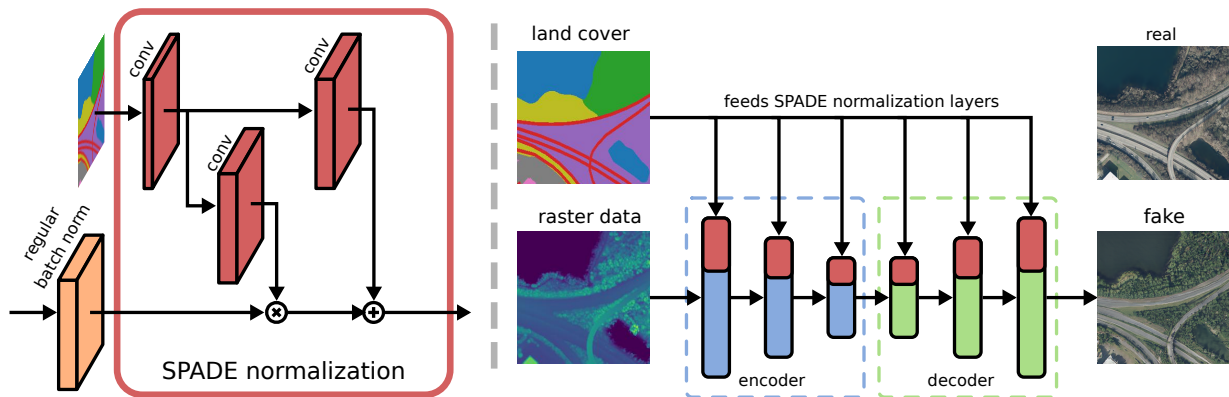 conv
conv
conv
regular
batch norm
SPADE normalization
land cover
feeds SPADE normalization layers
real
raster data
fake
encoder
decoder